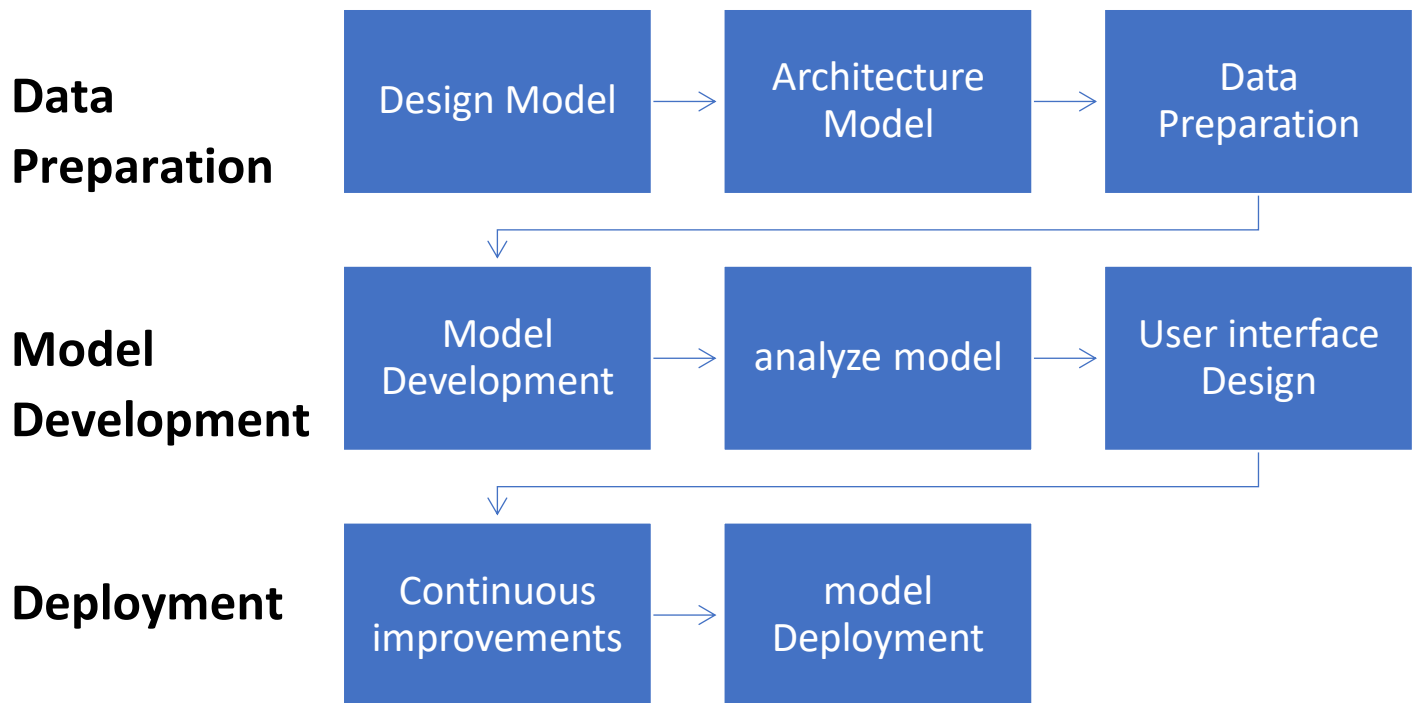 Data
Preparation
Design Model
Architecture
Model
Data
Preparation
Model
Development
Model
Development
analyze model
User interface
Design
Deployment
Continuous
improvements
model
Deployment